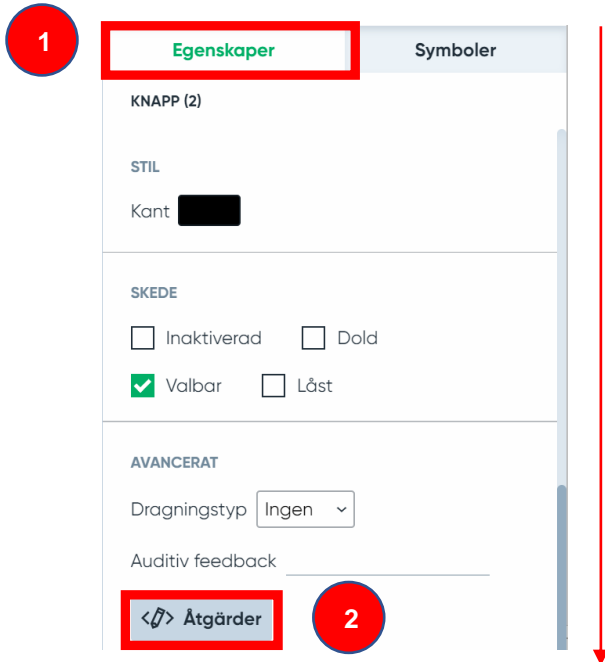 1
Egenskaper Symboler
KNAPP (2)
STIL
Kant
SKEDE
Inaktiverad Dold
Valbar Låst
AVANCERAT
Dragningstyp Ingen
Auditiv feedback
Åtgärder 2